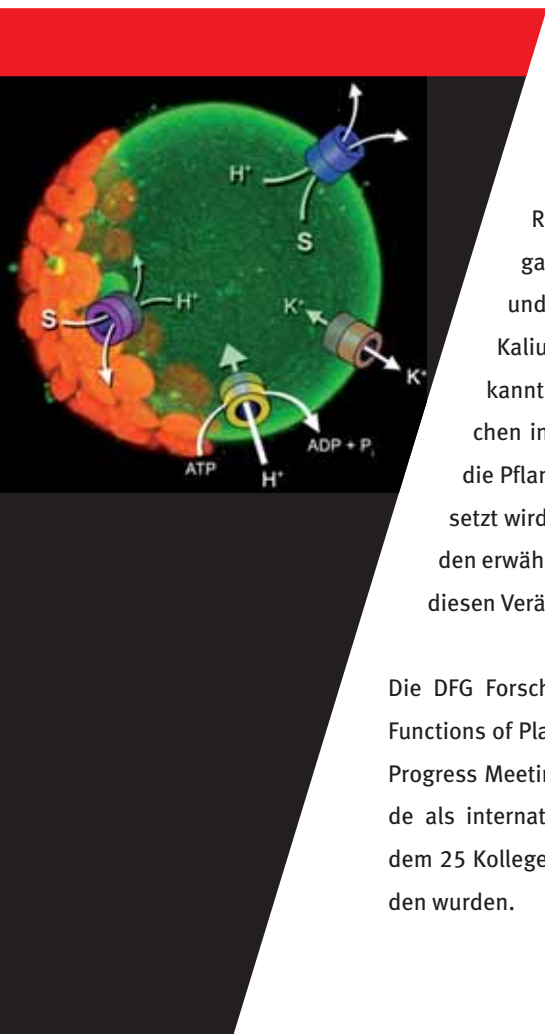 H⁺
S
S
H⁺
K⁺
K⁺
ATP
H⁺
ADP + Pᵢ
R
ga
und
Kaliu
kannt
chen in
die Pflan
setzt wird
den erwäh
diesen Verä
Die DFG Forsch
Functions of Pla
Progress Meetin
de als internat
dem 25 Kollege
den wurden.